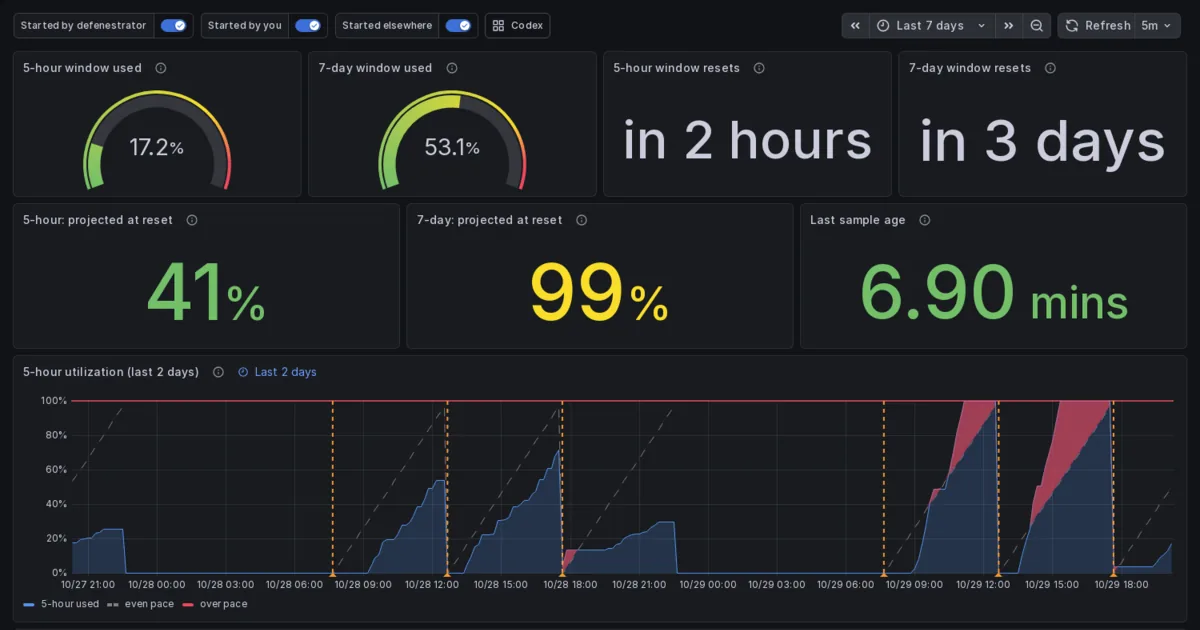 Started by defenestrator Started by you Started elsewhere Codex Last 7 days Refresh 5m
5-hour window used 7-day window used 5-hour window resets 7-day window resets
17.2% 53.1% in 2 hours in 3 days
5-hour: projected at reset 7-day: projected at reset Last sample age
41% 99% 6.90 mins
5-hour utilization (last 2 days) Last 2 days
100%
80%
60%
40%
20%
0%
10/27 21:00 10/28 00:00 10/28 03:00 10/28 06:00 10/28 09:00 10/28 12:00 10/28 15:00 10/28 18:00 10/28 21:00 10/29 00:00 10/29 03:00 10/29 06:00 10/29 09:00 10/29 12:00 10/29 15:00 10/29 18:00
5-hour used even pace over pace